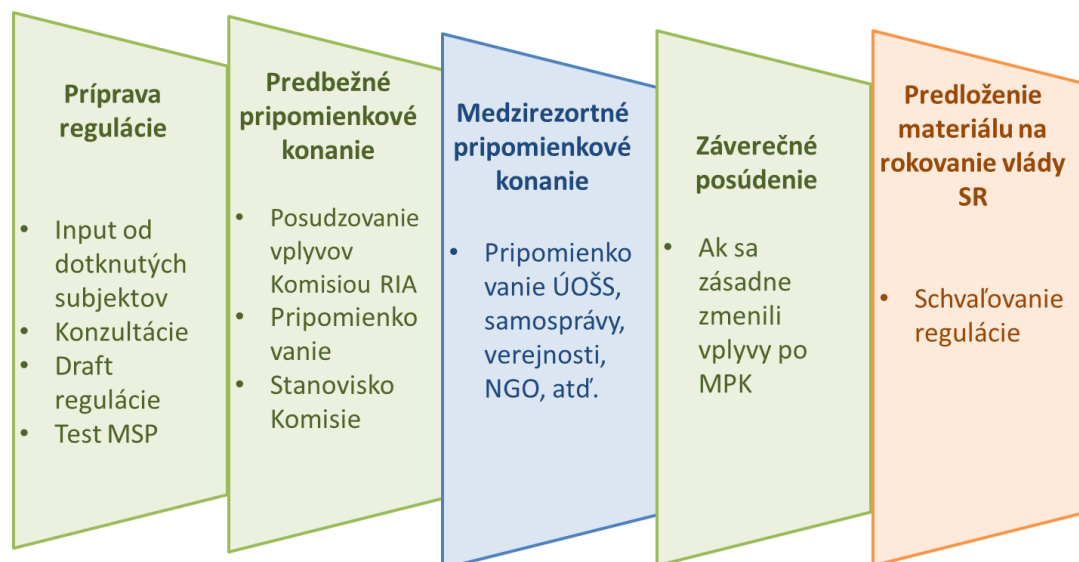 Príprava
regulácie
• Input od
dotknutých
subjektov
• Konzultácie
• Draft
regulácie
• Test MSP
Predbežné
pripomienkové
konanie
• Posudzovanie
vplyvov
Komisiou RIA
• Pripomienko
vanie
• Stanovisko
Komisie
Medzirezortné
pripomienkové
konanie
• Pripomienko
vanie ÚOŠS,
samosprávy,
verejnosti,
NGO, atď.
Záverečné
posúdenie
• Ak sa
zásadne
zmenili
vplyvy po
MPK
Predloženie
materiálu na
rokovanie vlády
SR
• Schvaľovanie
regulácie